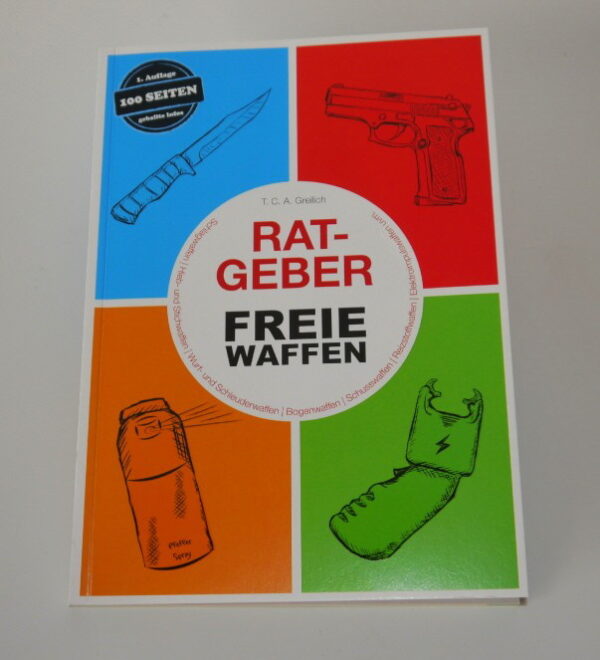 1. Auflage
100 SEITEN
geballte Infos
T. C. A. Greilich
RAT-
GEBER
FREIE
WAFFEN
Schlagwaffen | Hieb- und Stichwaffen | Wurf- und Schleuderwaffen | Bogenwaffen | Schusswaffen | Reizstoffwaffen | Elektroimpulswaffen uvm.
Pfeffer
Spray